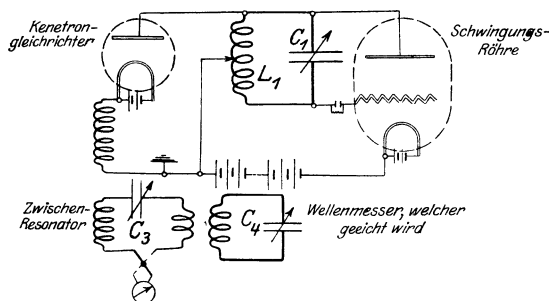 Kenetron-
gleichrichter
C1
L1
Schwingungs-
Röhre
Zwischen-
Resonator
C3
C4
Wellenmesser, welcher
geeicht wird